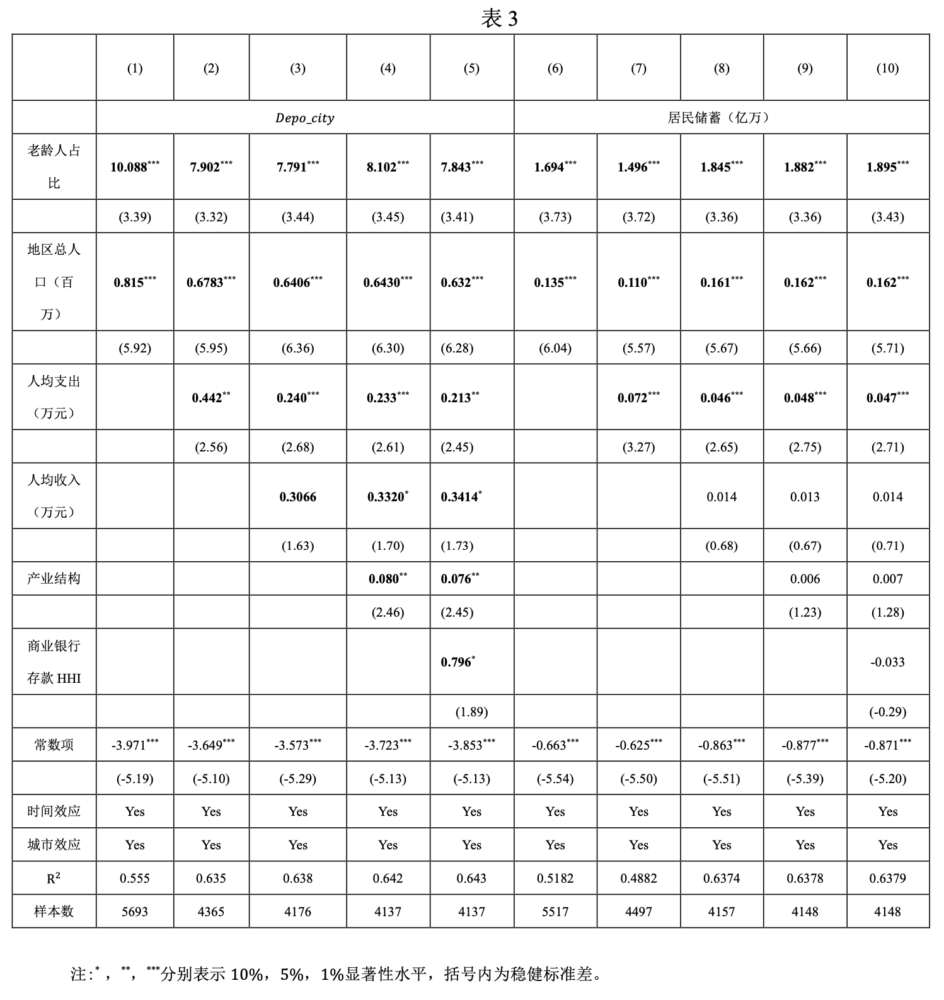 表 3
(1) (2) (3) (4) (5) (6) (7) (8) (9) (10)
Depo_city 居民储蓄（亿万）
老龄人占
比
10.088*** 7.902*** 7.791*** 8.102*** 7.843*** 1.694*** 1.496*** 1.845*** 1.882*** 1.895***
(3.39) (3.32) (3.44) (3.45) (3.41) (3.73) (3.72) (3.36) (3.36) (3.43)
地区总人
口（百
万）
0.815*** 0.6783*** 0.6406*** 0.6430*** 0.632*** 0.135*** 0.110*** 0.161*** 0.162*** 0.162***
(5.92) (5.95) (6.36) (6.30) (6.28) (6.04) (5.57) (5.67) (5.66) (5.71)
人均支出
（万元）
0.442** 0.240*** 0.233*** 0.213** 0.072*** 0.046*** 0.048*** 0.047***
(2.56) (2.68) (2.61) (2.45) (3.27) (2.65) (2.75) (2.71)
人均收入
（万元）
0.3066 0.3320* 0.3414* 0.014 0.013 0.014
(1.63) (1.70) (1.73) (0.68) (0.67) (0.71)
产业结构 0.080** 0.076** 0.006 0.007
(2.46) (2.45) (1.23) (1.28)
商业银行
存款 HHI
0.796* -0.033
(1.89) (-0.29)
常数项 -3.971*** -3.649*** -3.573*** -3.723*** -3.853*** -0.663*** -0.625*** -0.863*** -0.877*** -0.871***
(-5.19) (-5.10) (-5.29) (-5.13) (-5.13) (-5.54) (-5.50) (-5.51) (-5.39) (-5.20)
时间效应 Yes Yes Yes Yes Yes Yes Yes Yes Yes Yes
城市效应 Yes Yes Yes Yes Yes Yes Yes Yes Yes Yes
R² 0.555 0.635 0.638 0.642 0.643 0.5182 0.4882 0.6374 0.6378 0.6379
样本数 5693 4365 4176 4137 4137 5517 4497 4157 4148 4148
注:*，**，***分别表示 10%，5%，1%显著性水平，括号内为稳健标准差。